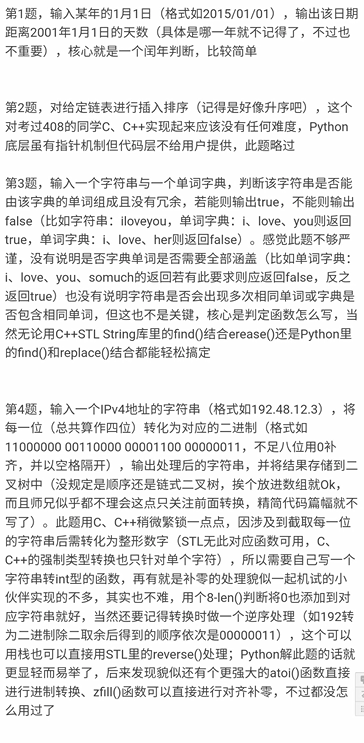 第1题，输入某年的1月1日（格式如2015/01/01），输出该日期
距离2001年1月1日的天数（具体是哪一年就不记得了，不过也
不重要），核心就是一个闰年判断，比较简单
第2题，对给定链表进行插入排序（记得是好像升序吧），这个
对考过408的同学C、C++实现起来应该没有任何难度，Python
底层虽有指针机制但代码层不给用户提供，此题略过
第3题，输入一个字符串与一个单词字典，判断该字符串是否能
由该字典的单词组成且没有冗余，若能则输出true，不能则输出
false（比如字符串：iloveyou，单词字典：i、love、you则返回
true，单词字典：i、love、her则返回false）。感觉此题不够严
谨，没有说明是否字典单词是否需要全部涵盖（比如单词字典：
i、love、you、somuch的返回若有此要求则应返回false，反之
返回true）也没有说明字符串是否会出现多次相同单词或字典是
否包含相同单词，但这也不是关键，核心是判定函数怎么写，当
然无论用C++STL String库里的find()结合erease()还是Python里
的find()和replace()结合都能轻松搞定
第4题，输入一个IPv4地址的字符串（格式如192.48.12.3），将
每一位（总共算作四位）转化为对应的二进制（格式如
11000000 00110000 00001100 00000011，不足八位用0补
齐，并以空格隔开），输出处理后的字符串，并将结果存储到二
叉树中（没规定是顺序还是链式二叉树，挨个放进数组就Ok，
而且师兄似乎都不理会这点只关注前面转换，精简代码篇幅就不
写了）。此题用C、C++稍微繁锁一点点，因涉及到截取每一位
的字符串后需转化为整形数字（STL无此对应函数可用，C、
C++的强制类型转换也只针对单个字符），所以需要自己写一个
字符串转int型的函数，再有就是补零的处理貌似一起机试的小
伙伴实现的不多，其实也不难，用个8-len()判断将0也添加到对
应字符串就好，当然还要记得转换时做一个逆序处理（如192转
为二进制除二取余后得到的顺序依次是00000011），这个可以
用栈也可以直接用STL里的reverse()处理；Python解此题的话就
更显轻而易举了，后来发现貌似还有个更强大的atoi()函数直接
进行进制转换、zfill()函数可以直接进行对齐补零，不过都没怎
么用过了